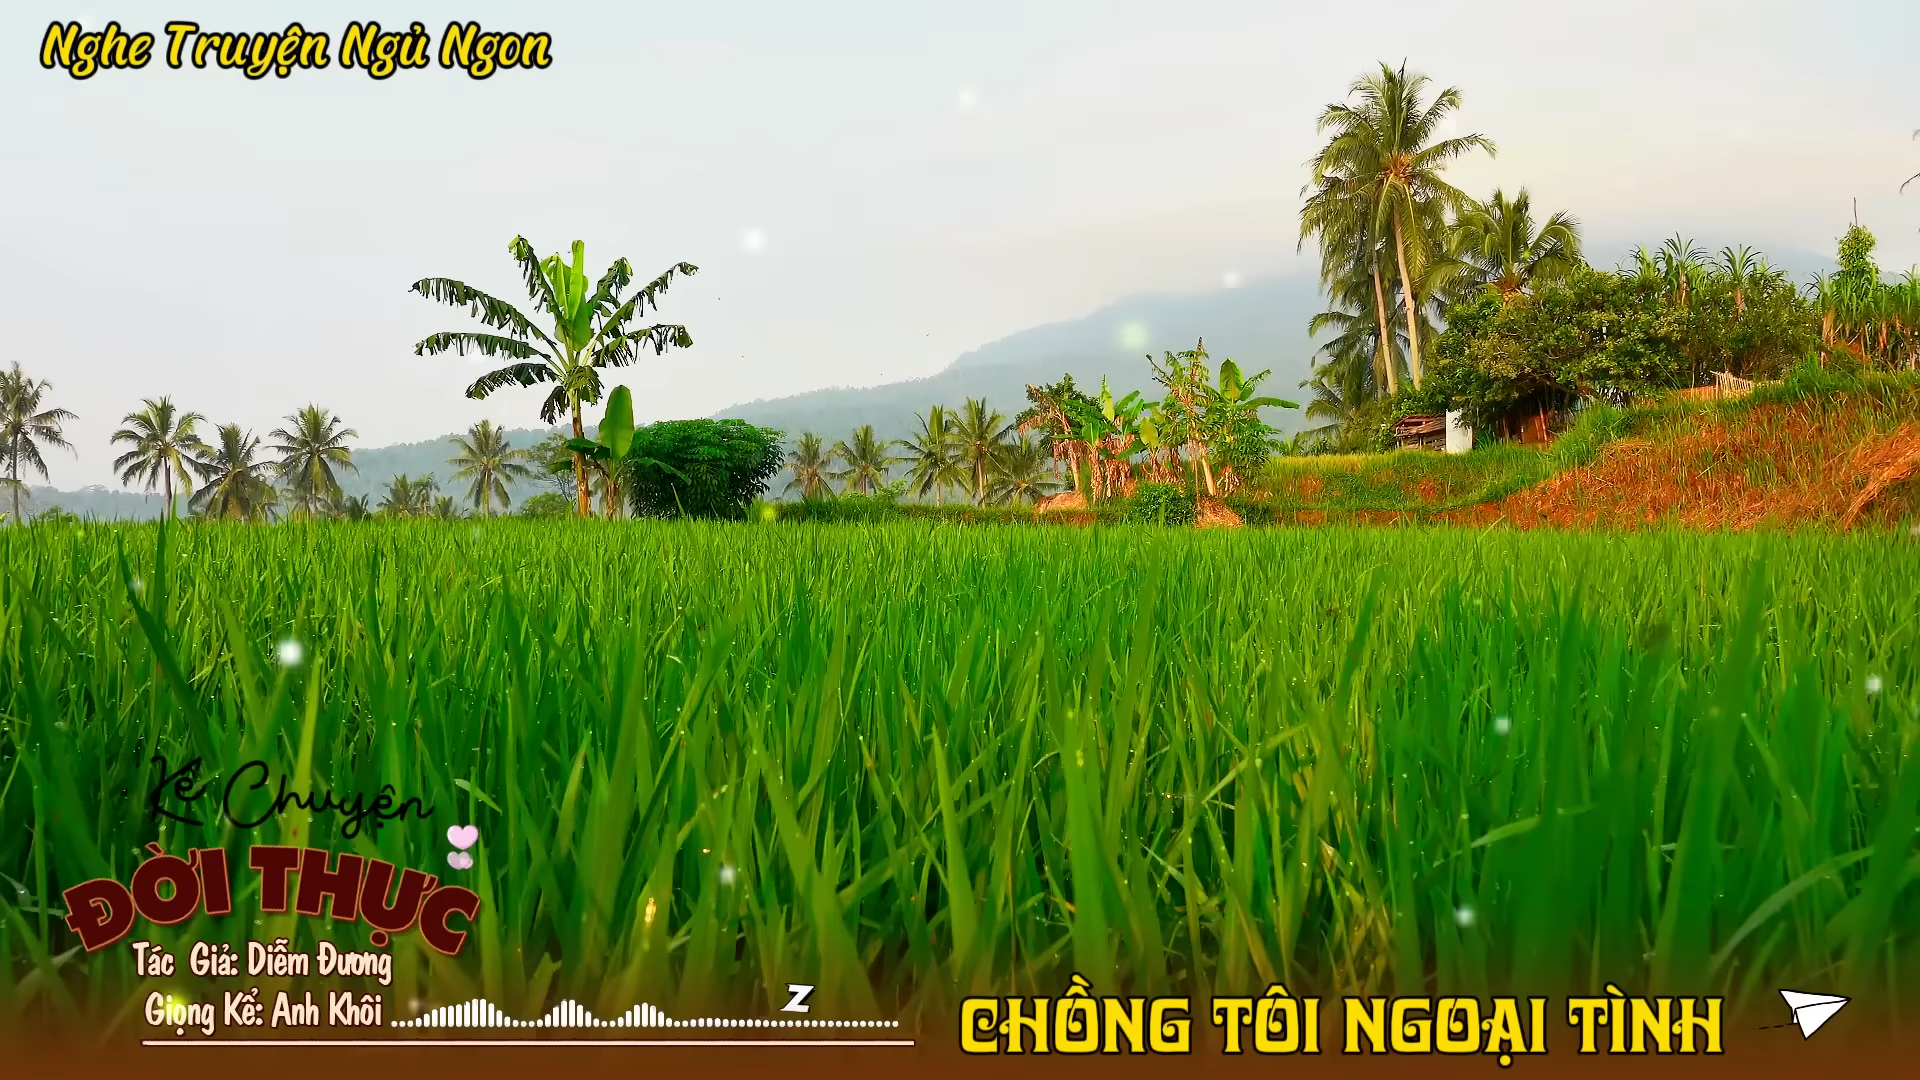 Nghe Truyện Ngủ Ngon
Kể Chuyện
ĐỜI THỰC
Tác Giả: Diễm Đương
Giọng Kể: Anh Khôi
Z
CHỒNG TÔI NGOẠI TÌNH